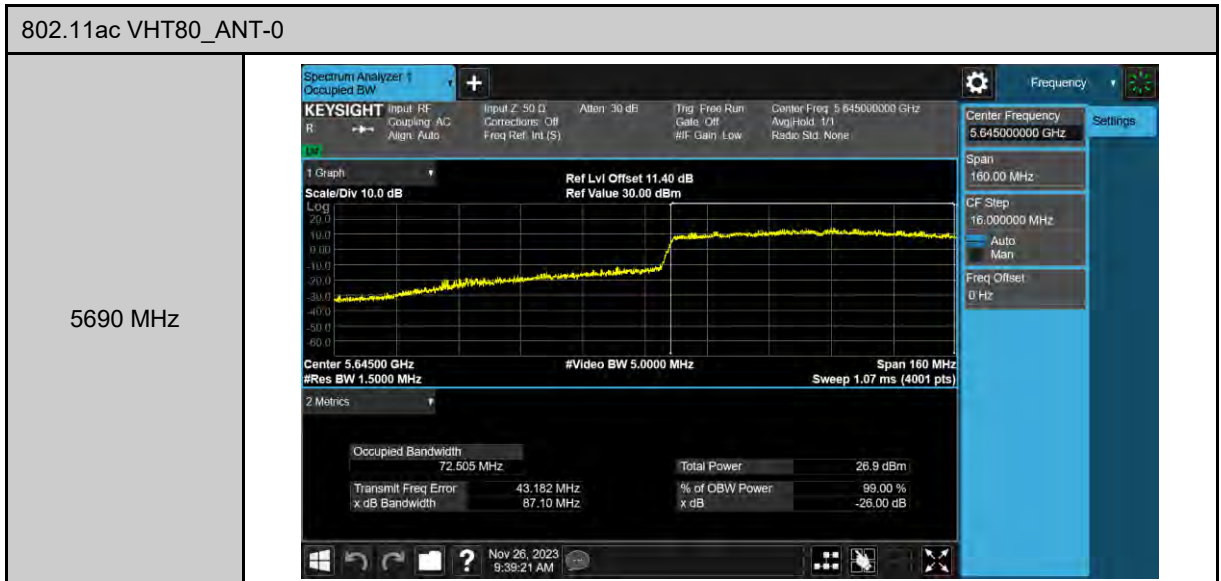 802.11ac VHT80_ANT-0
5690 MHz
Spectrum Analyzer 1
Occupied BW
+
Frequency
KEYSIGHT
R
Input: RF
Coupling: AC
Align: Auto
Input Z: 50 Ω
Corrections: Off
Freq Ref: Int (S)
Atten: 30 dB
Trig: Free Run
Gate: Off
#IF Gain: Low
Center Freq: 5.645000000 GHz
Avg|Hold: 1/1
Radio Std: None
Center Frequency
5.645000000 GHz
Settings
Span
160.00 MHz
CF Step
16.000000 MHz
Auto
Man
Freq Offset
0 Hz
1 Graph
Scale/Div 10.0 dB
Ref Lvl Offset 11.40 dB
Ref Value 30.00 dBm
Log
20.0
10.0
0.00
-10.0
-20.0
-30.0
-40.0
-50.0
-60.0
Center 5.64500 GHz
#Video BW 5.0000 MHz
Span 160 MHz
#Res BW 1.5000 MHz
Sweep 1.07 ms (4001 pts)
2 Metrics
Occupied Bandwidth
72.505 MHz
Total Power 26.9 dBm
Transmit Freq Error 43.182 MHz
% of OBW Power 99.00 %
x dB Bandwidth 87.10 MHz
x dB -26.00 dB
?
Nov 26, 2023
9:39:21 AM